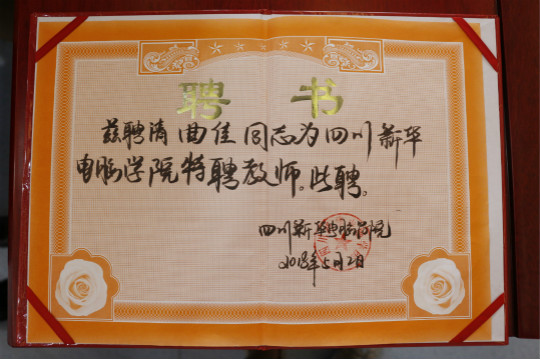 聘 书
兹聘请曲佳同志为四川新华
电脑学院特聘教师。此聘。
四川新华电脑学院
2018年5月2日